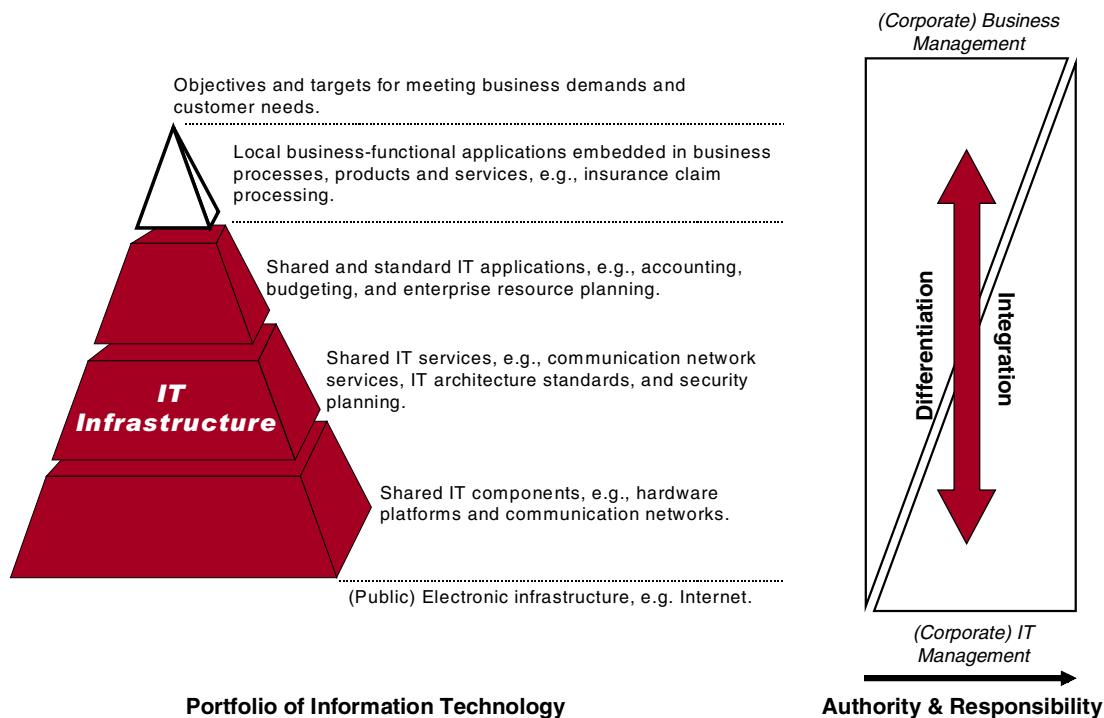 (Corporate) Business
Management
Objectives and targets for meeting business demands and
customer needs.
Local business-functional applications embedded in business
processes, products and services, e.g., insurance claim
processing.
Shared and standard IT applications, e.g., accounting,
budgeting, and enterprise resource planning.
Shared IT services, e.g., communication network
services, IT architecture standards, and security
planning.
IT
Infrastructure
Shared IT components, e.g., hardware
platforms and communication networks.
(Public) Electronic infrastructure, e.g. Internet.
Differentiation
Integration
(Corporate) IT
Management
Portfolio of Information Technology
Authority & Responsibility